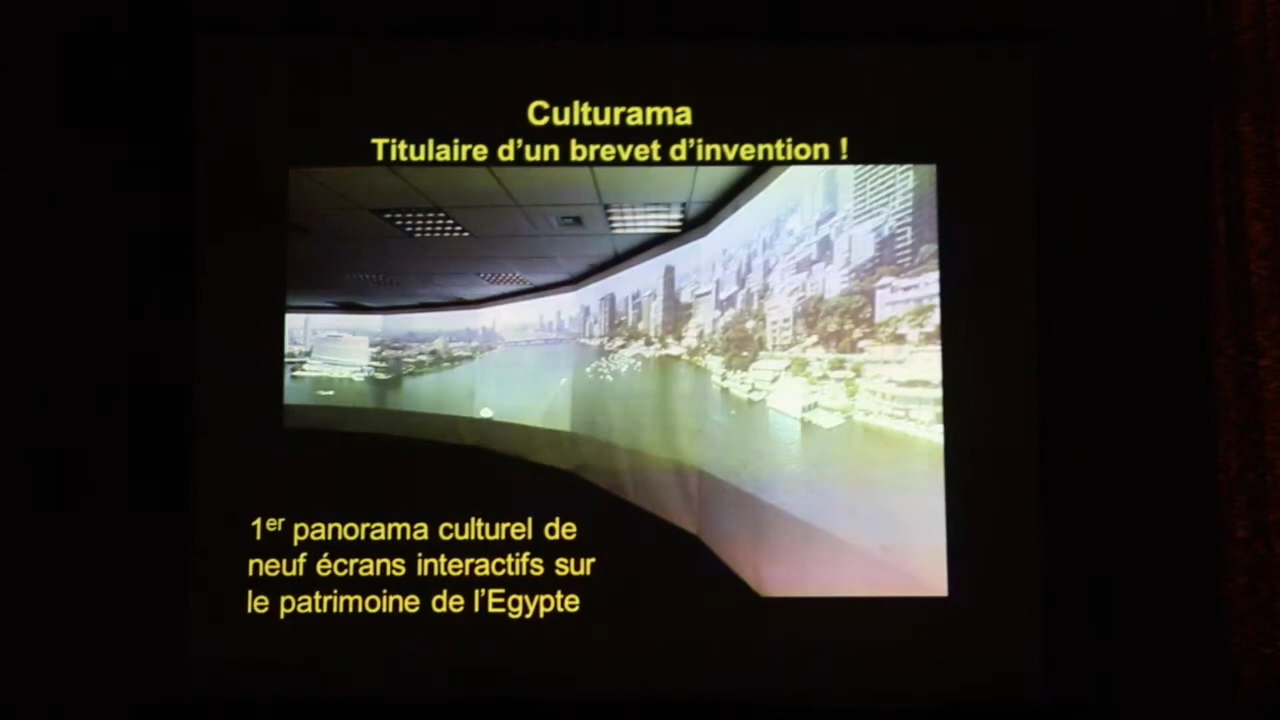 Culturama
Titulaire d'un brevet d'invention !
1er panorama culturel de
neuf écrans interactifs sur
le patrimoine de l'Egypte